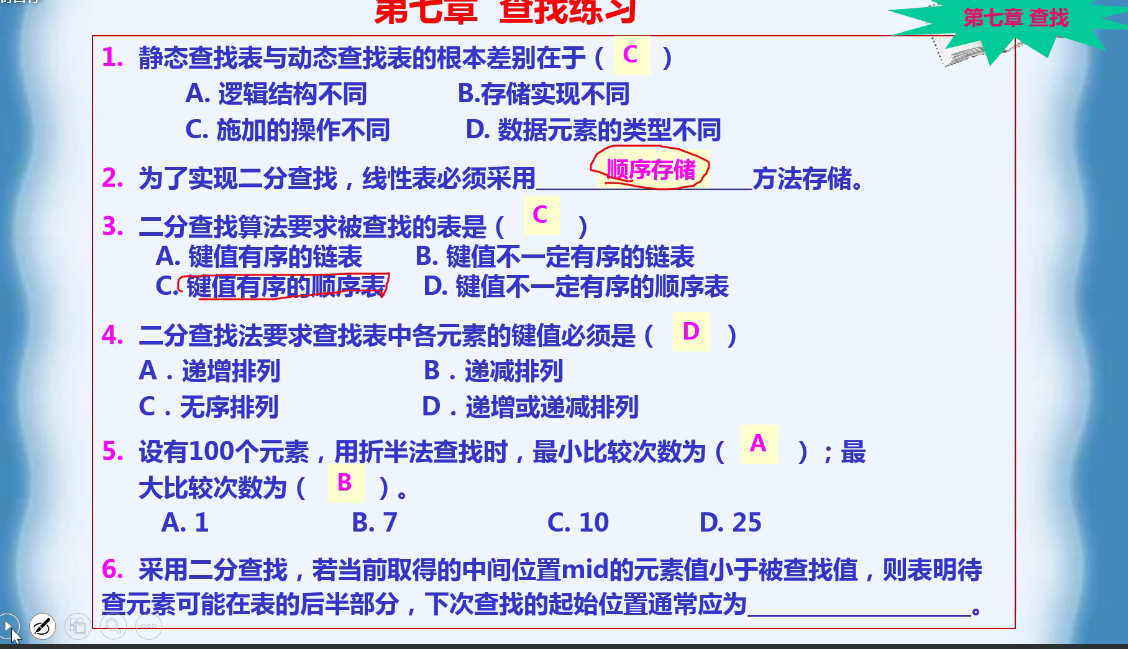 第七章 查找练习
第七章 查找
1. 静态查找表与动态查找表的根本差别在于（ C ）
A. 逻辑结构不同 B.存储实现不同
C. 施加的操作不同 D. 数据元素的类型不同
2. 为了实现二分查找，线性表必须采用____顺序存储____方法存储。
3. 二分查找算法要求被查找的表是（ C ）
A. 键值有序的链表 B. 键值不一定有序的链表
C. 键值有序的顺序表 D. 键值不一定有序的顺序表
4. 二分查找法要求查找表中各元素的键值必须是（ D ）
A．递增排列 B．递减排列
C．无序排列 D．递增或递减排列
5. 设有100个元素，用折半法查找时，最小比较次数为（ A ）；最
大比较次数为（ B ）。
A. 1 B. 7 C. 10 D. 25
6. 采用二分查找，若当前取得的中间位置mid的元素值小于被查找值，则表明待
查元素可能在表的后半部分，下次查找的起始位置通常应为__________________。